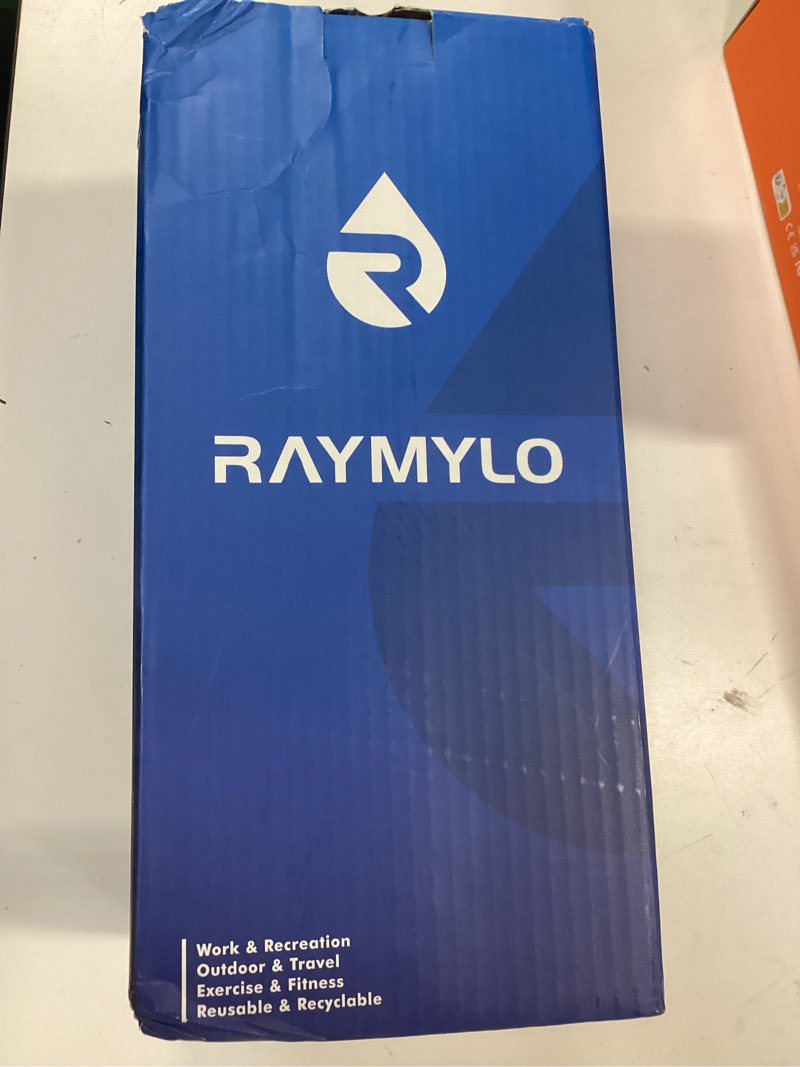 RAYMYLO
Work & Recreation
Outdoor & Travel
Exercise & Fitness
Reusable & Recyclable